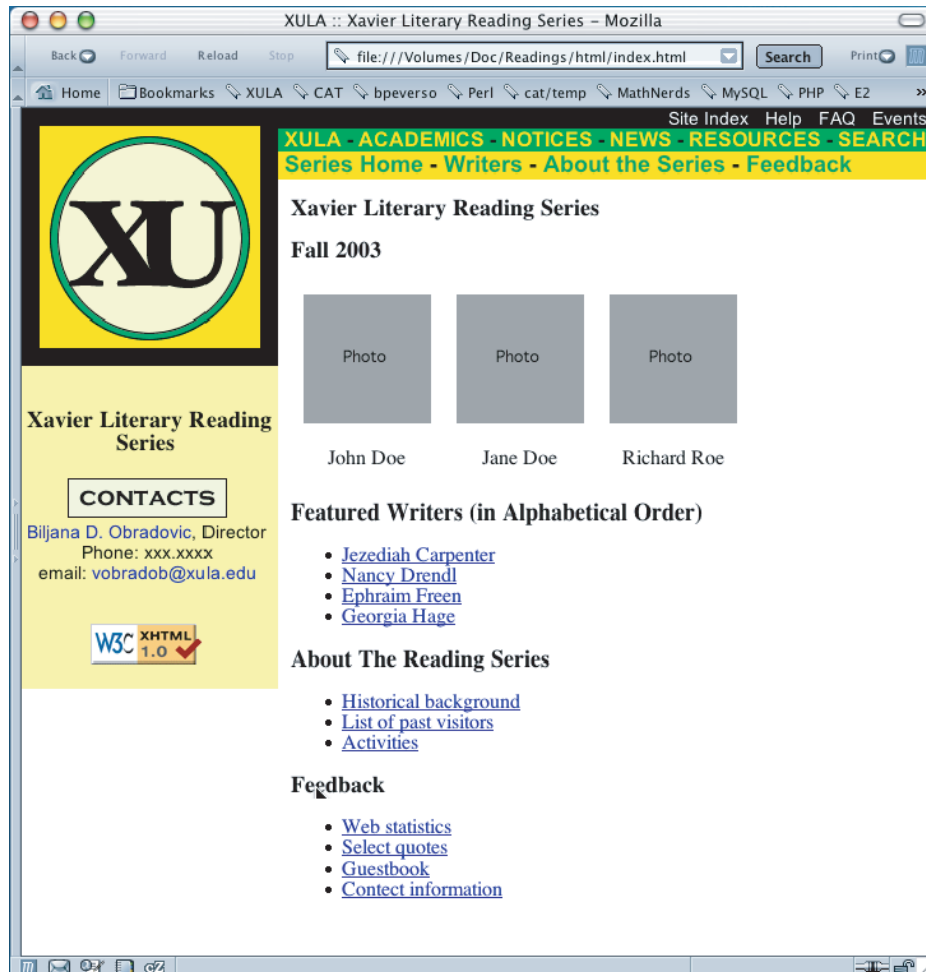 XULA :: Xavier Literary Reading Series – Mozilla
Back Forward Reload Stop file:///Volumes/Doc/Readings/html/index.html Search Print
Home Bookmarks XULA CAT bpeverso Perl cat/temp MathNerds MySQL PHP E2 »
Site Index Help FAQ Events
XULA - ACADEMICS - NOTICES - NEWS - RESOURCES - SEARCH
Series Home - Writers - About the Series - Feedback
XU
Xavier Literary Reading Series
Fall 2003
Photo Photo Photo
John Doe Jane Doe Richard Roe
Xavier Literary Reading
Series
CONTACTS
Biljana D. Obradovic, Director
Phone: xxx.xxxx
email: vobradob@xula.edu
W3C XHTML
1.0
Featured Writers (in Alphabetical Order)
• Jezediah Carpenter
• Nancy Drendl
• Ephraim Freen
• Georgia Hage
About The Reading Series
• Historical background
• List of past visitors
• Activities
Feedback
• Web statistics
• Select quotes
• Guestbook
• Contect information